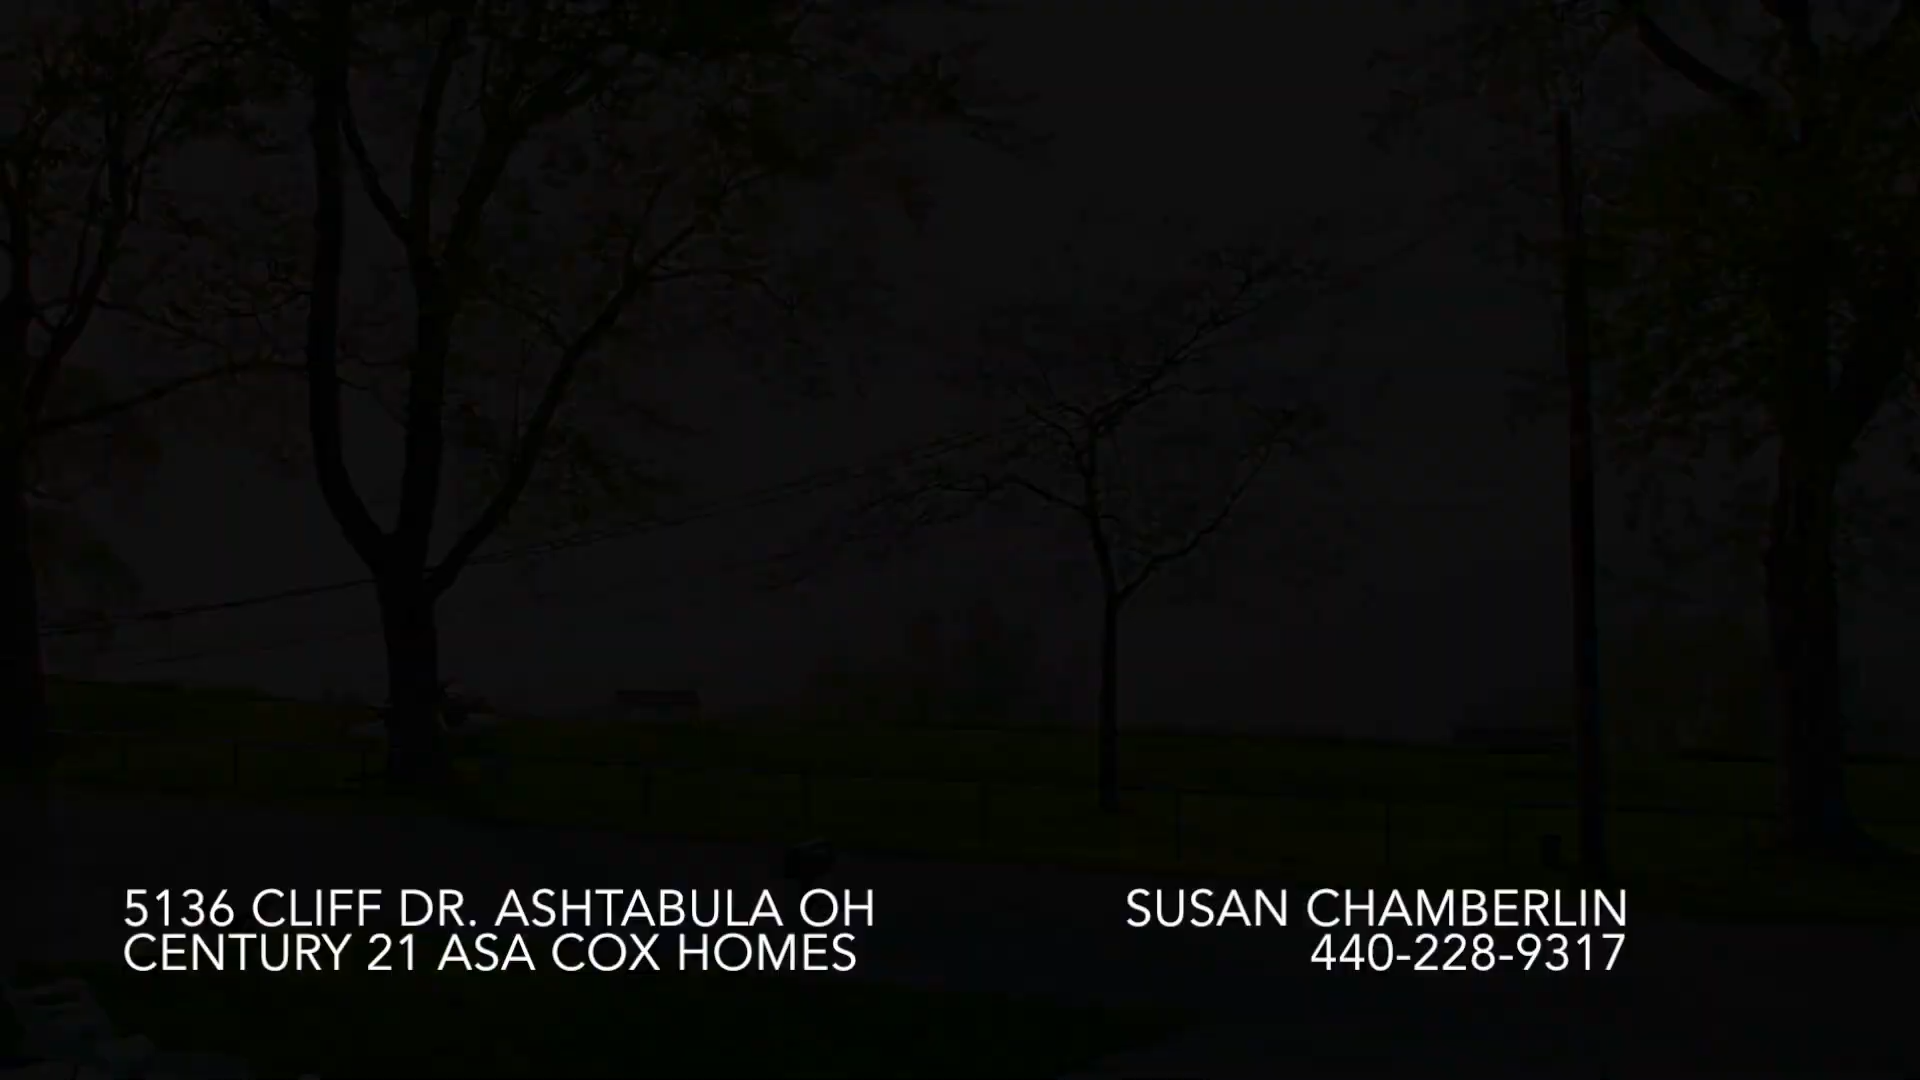 5136 CLIFF DR. ASHTABULA OH
CENTURY 21 ASA COX HOMES
SUSAN CHAMBERLIN
440-228-9317